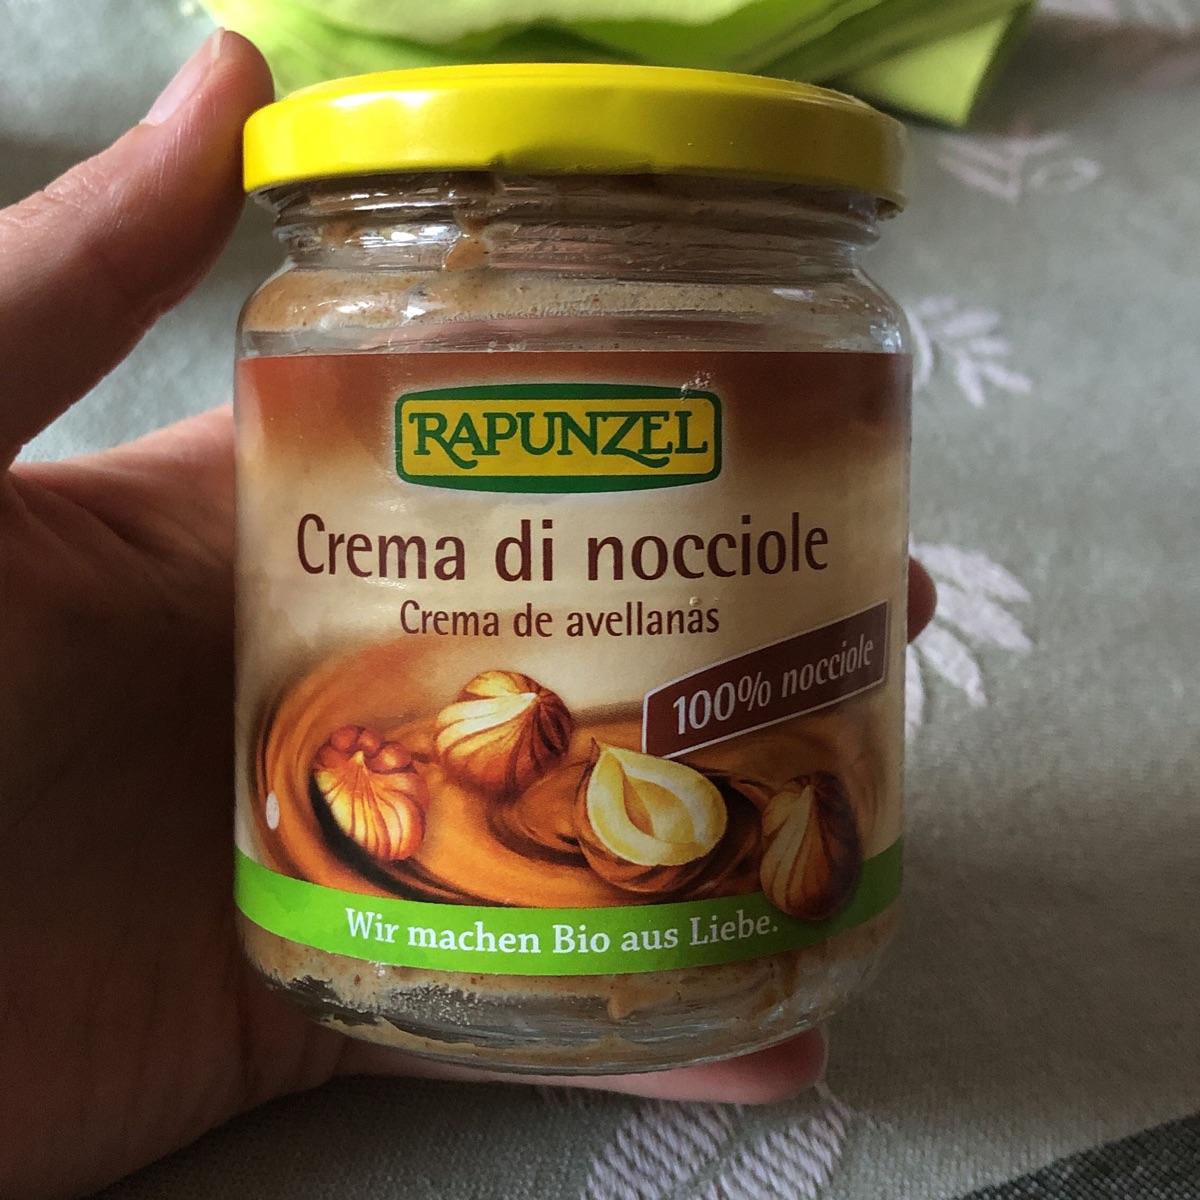 RAPUNZEL
Crema di nocciole
Crema de avellanas
100% nocciole
Wir machen Bio aus Liebe.